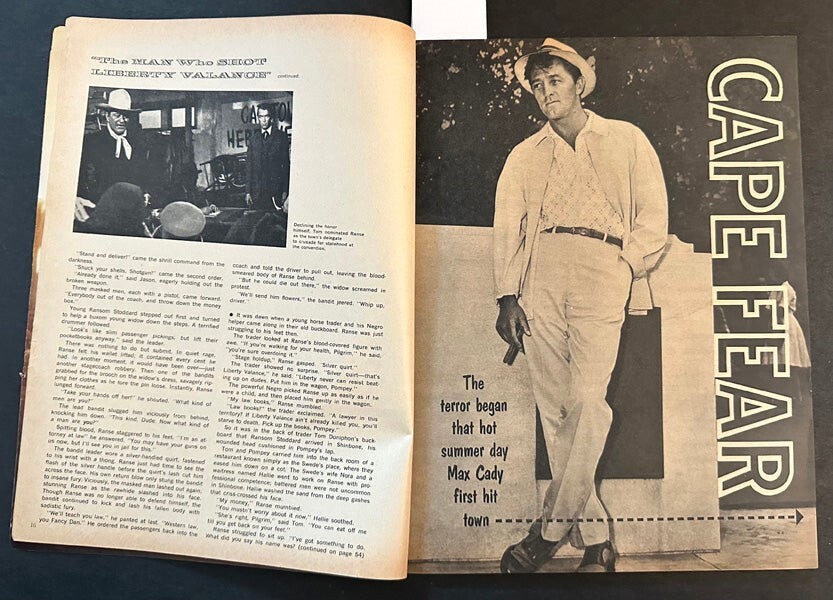 "The MAN Who SHOT
LIBERTY VALANCE" continued
CAPITOL
HER
Declining the honor
himself, Tom nominated Ranse
as the town's delegate
to crusade for statehood at
the convention.
"Stand and deliver!" came the shrill command from the
darkness.
"Shuck your shells, Shotgun!" came the second order.
"Already done it," said Jason, eagerly holding out the
broken weapon.
Three masked men, each with a pistol, came forward.
"Everybody out of the coach, and throw down the money
box."
Young Ransom Stoddard stepped out first and turned
to help a buxom young widow down the steps. A terrified
drummer followed.
"Look's like slim passenger pickings, but lift their
pocketbooks anyway," said the leader.
There was nothing to do but submit. In quiet rage,
Ranse felt his wallet lifted; it contained every cent he
had. In another moment, it would have been over—just
another stagecoach robbery. Then one of the bandits
grabbed for the brooch on the widow's dress, savagely rip-
ping her clothes as he tore the pin loose. Instantly, Ranse
lunged forward.
"Take your hands off her!" he shouted. "What kind of
men are you?"
The lead bandit slugged him viciously from behind,
knocking him down. "This kind, Dude. Now what kind of
a man are you?"
Spitting blood, Ranse staggered to his feet. "I'm an at-
torney at law" he answered. "You may have your guns on
us now, but I'll see you in jail for this."
The bandit leader wore a silver-handled quirt, fastened
to his wrist with a thong. Ranse just had time to see the
flash of the silver handle before the quirt's lash cut him
across the face. His own return blow only stung the bandit
to insane fury. Viciously, the masked man lashed out again,
stunning Ranse as the rawhide slashed into his face.
Though Ranse was no longer able to defend himself, the
bandit continued to kick and lash his fallen body with
sadistic fury.
"We'll teach you law," he panted at last. "Western law,
you Fancy Dan." He ordered the passengers back into the
16
coach and told the driver to pull out, leaving the blood-
smeared body of Ranse behind.
"But he could die out there," the widow screamed in
protest.
"We'll send him flowers," the bandit jeered. "Whip up,
driver."
● It was dawn when a young horse trader and his Negro
helper came along in their old buckboard. Ranse was just
struggling to his feet then.
The trader looked at Ranse's blood-covered figure with
awe. "If you're walking for your health, Pilgrim," he said,
"you're sure overdoing it."
"Stage holdup," Ranse gasped. "Silver quirt."
The trader showed no surprise. "Silver quirt—that's
Liberty Valance," he said. "Liberty never can resist beat-
ing up on dudes. Put him in the wagon, Pompey."
The powerful Negro picked Ranse up as easily as if he
were a child, and then placed him gently in the wagon.
"My law books," Ranse mumbled.
"Law books!" the trader exclaimed. "A lawyer in this
territory! If Liberty Valance ain't already killed you, you'll
starve to death. Pick up the books, Pompey."
So it was in the back of trader Tom Doniphon's buck-
board that Ransom Stoddard arrived in Shinbone, his
wounded head cushioned in Pompey's lap.
Tom and Pompey carried him into the back room of a
restaurant known simply as the Swede's place, where they
eased him down on a cot. The Swede's wife Nora and a
waitress named Hallie went to work on Ranse with pro-
fessional competence; battered men were not uncommon
in Shinbone. Hallie washed the sand from the deep gashes
that criss-crossed his face.
"My money," Ranse mumbled.
"You mustn't worry about it now," Hallie soothed.
"She's right, Pilgrim," said Tom. "You can eat off me
till you get back on your feet."
Ranse struggled to sit up. "I've got something to do.
What did you say his name was? (continued on page 54)
CAPE FEAR
The
terror began
that hot
summer day
Max Cady
first hit
town